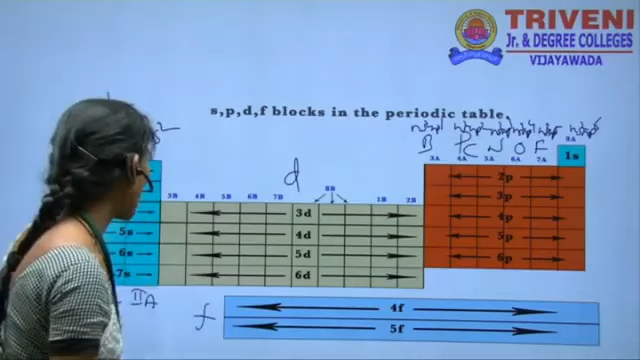 TRIVENI
Jr. & DEGREE COLLEGES
VIJAYAWADA
s,p,d,f blocks in the periodic table.
8A
B C N O F
3A 4A 5A 6A 7A
1s
d
8B
3B 4B 5B 6B 7B 1B 2B
2p
3p
3d 4p
5s 4d 5p
6s 5d 6p
7s 6d
IIA
f
4f
5f